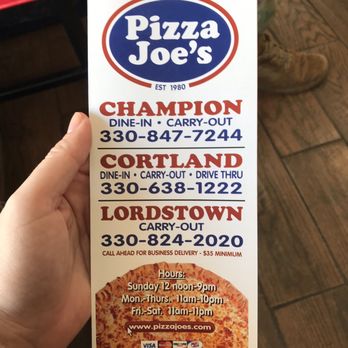 Pizza
Joe's
EST 1980
CHAMPION
DINE-IN • CARRY-OUT
330-847-7244
CORTLAND
DINE-IN • CARRY-OUT • DRIVE THRU
330-638-1222
LORDSTOWN
CARRY-OUT
330-824-2020
CALL AHEAD FOR BUSINESS DELIVERY - $35 MINIMUM
Hours:
Sunday 12 noon-9pm
Mon.-Thurs. 11am-10pm
Fri.-Sat. 11am-11pm
www.pizzajoes.com
VISA